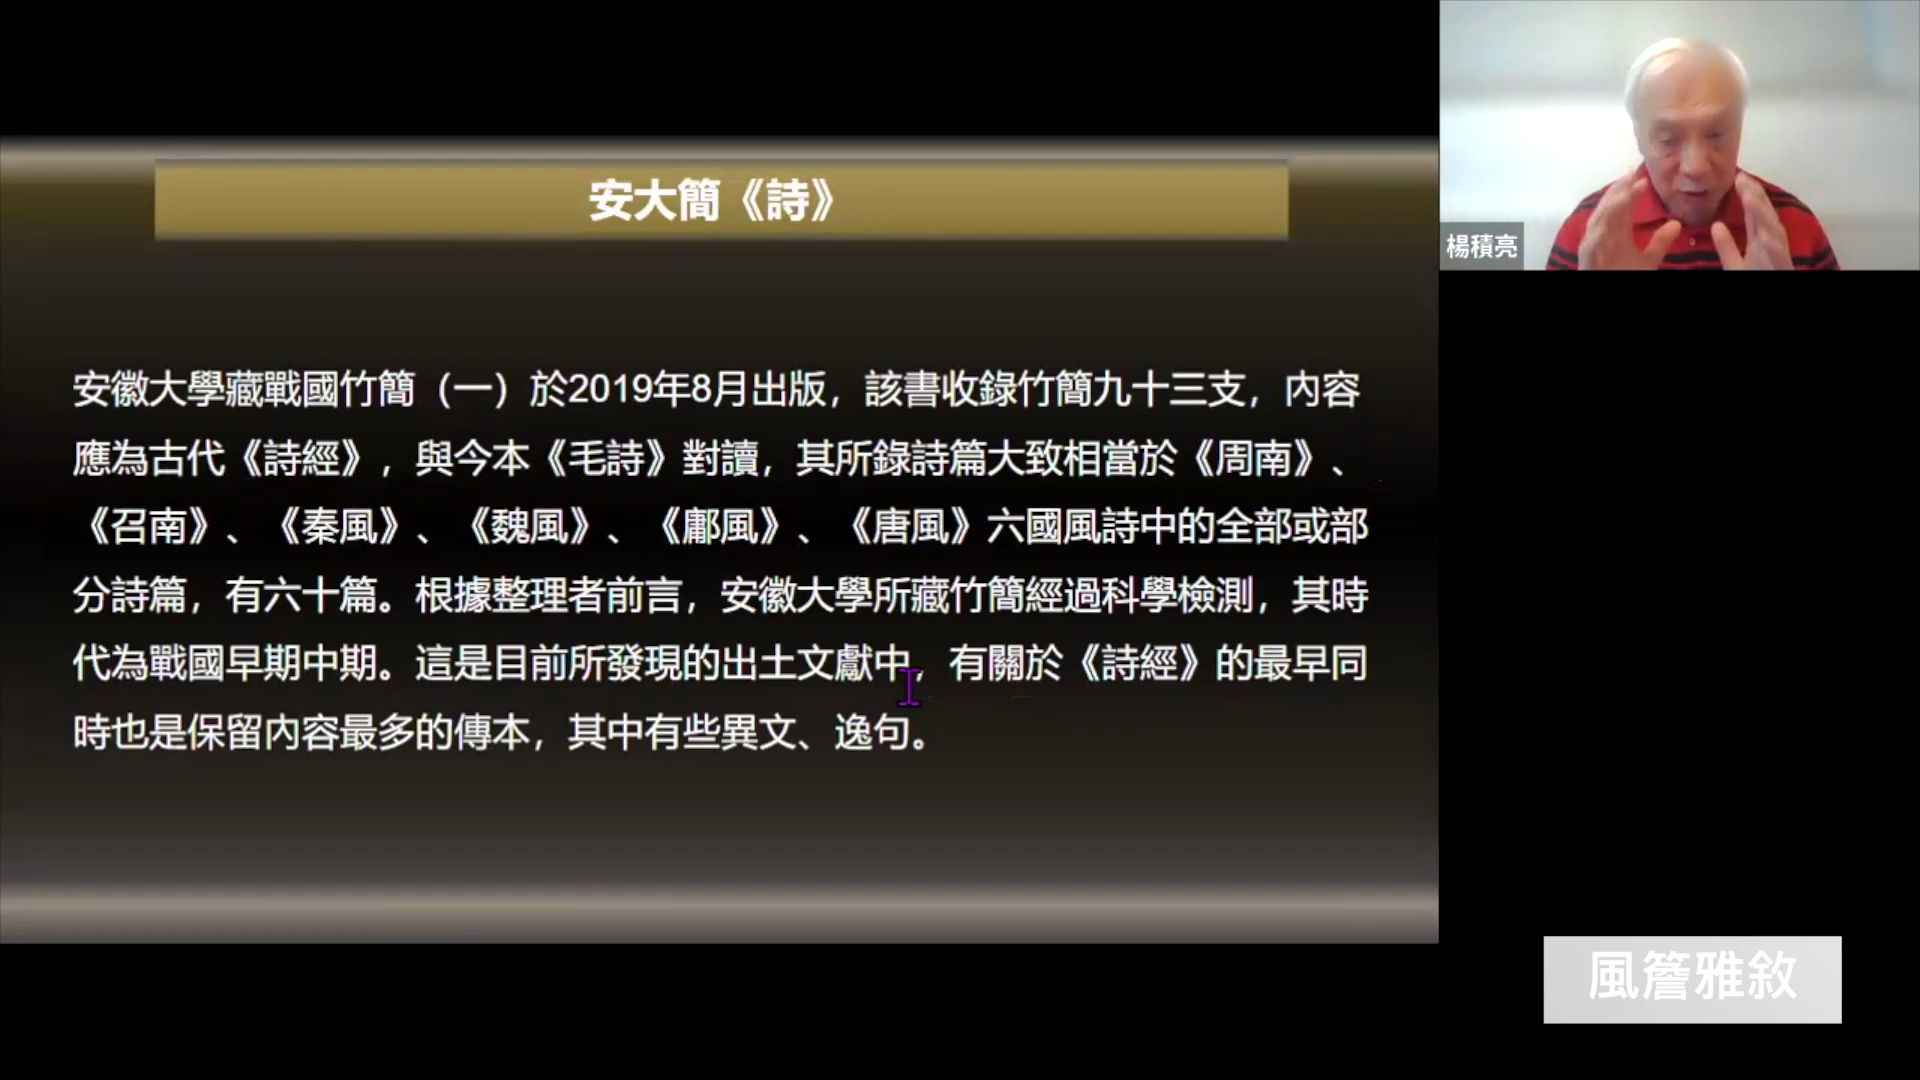 安大簡《詩》
安徽大學藏戰國竹簡（一）於2019年8月出版，該書收錄竹簡九十三支，內容
應為古代《詩經》，與今本《毛詩》對讀，其所錄詩篇大致相當於《周南》、
《召南》、《秦風》、《魏風》、《鄘風》、《唐風》六國風詩中的全部或部
分詩篇，有六十篇。根據整理者前言，安徽大學所藏竹簡經過科學檢測，其時
代為戰國早期中期。這是目前所發現的出土文獻中，有關於《詩經》的最早同
時也是保留內容最多的傳本，其中有些異文、逸句。
楊積亮
風簷雅敘